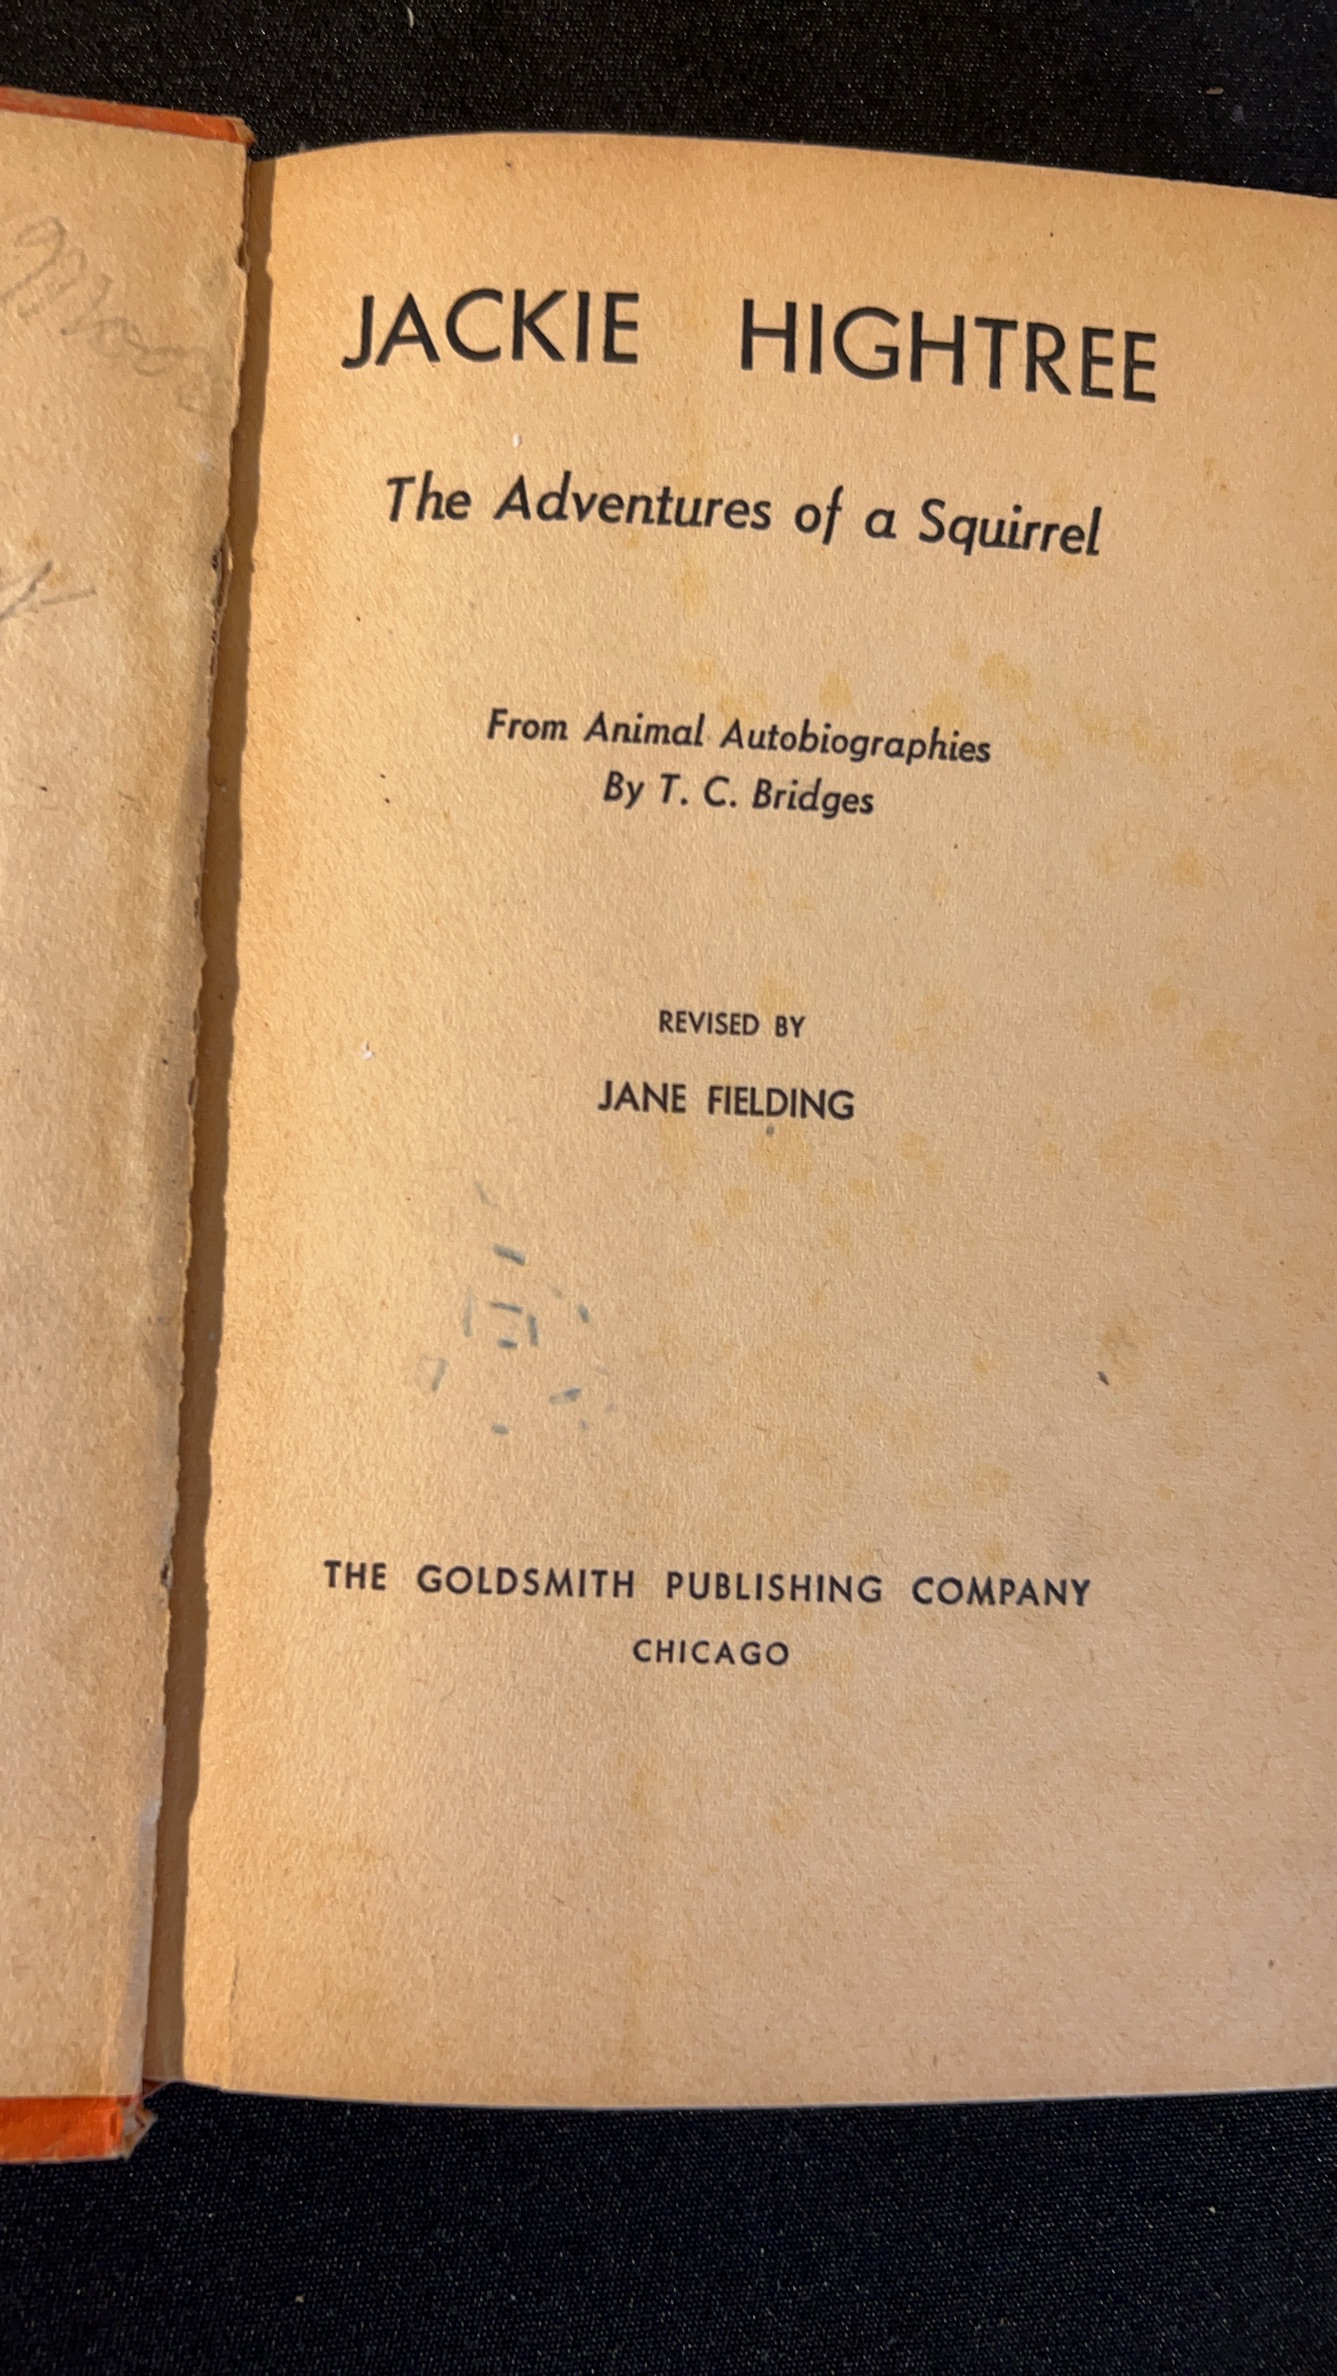 JACKIE HIGHTREE
The Adventures of a Squirrel
From Animal Autobiographies
By T. C. Bridges
REVISED BY
JANE FIELDING
THE GOLDSMITH PUBLISHING COMPANY
CHICAGO